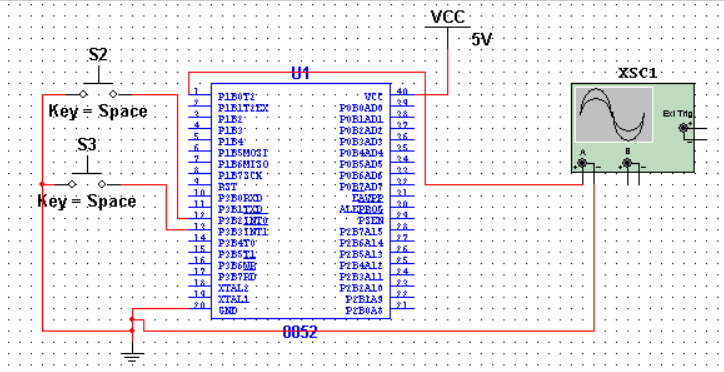 VCC
5V
S2
Key = Space
S3
Key = Space
U1
XSC1
Ext Trig
+
-
A
B
+ - + -
1 P1B0T2 VCC 40
2 P1B1T2EX P0B0AD0 39
3 P1B2 P0B1AD1 38
4 P1B3 P0B2AD2 37
5 P1B4 P0B3AD3 36
6 P1B5MOSI P0B4AD4 35
7 P1B6MISO P0B5AD5 34
8 P1B7SCK P0B6AD6 33
9 RST P0B7AD7 32
10 P3B0RXD EAVPP 31
11 P3B1TXD ALEPROG 30
12 P3B2INT0 PSEN 29
13 P3B3INT1 P2B7A15 28
14 P3B4T0 P2B6A14 27
15 P3B5T1 P2B5A13 26
16 P3B6WR P2B4A12 25
17 P3B7RD P2B3A11 24
18 XTAL2 P2B2A10 23
19 XTAL1 P2B1A9 22
20 GND P2B0A8 21
8052